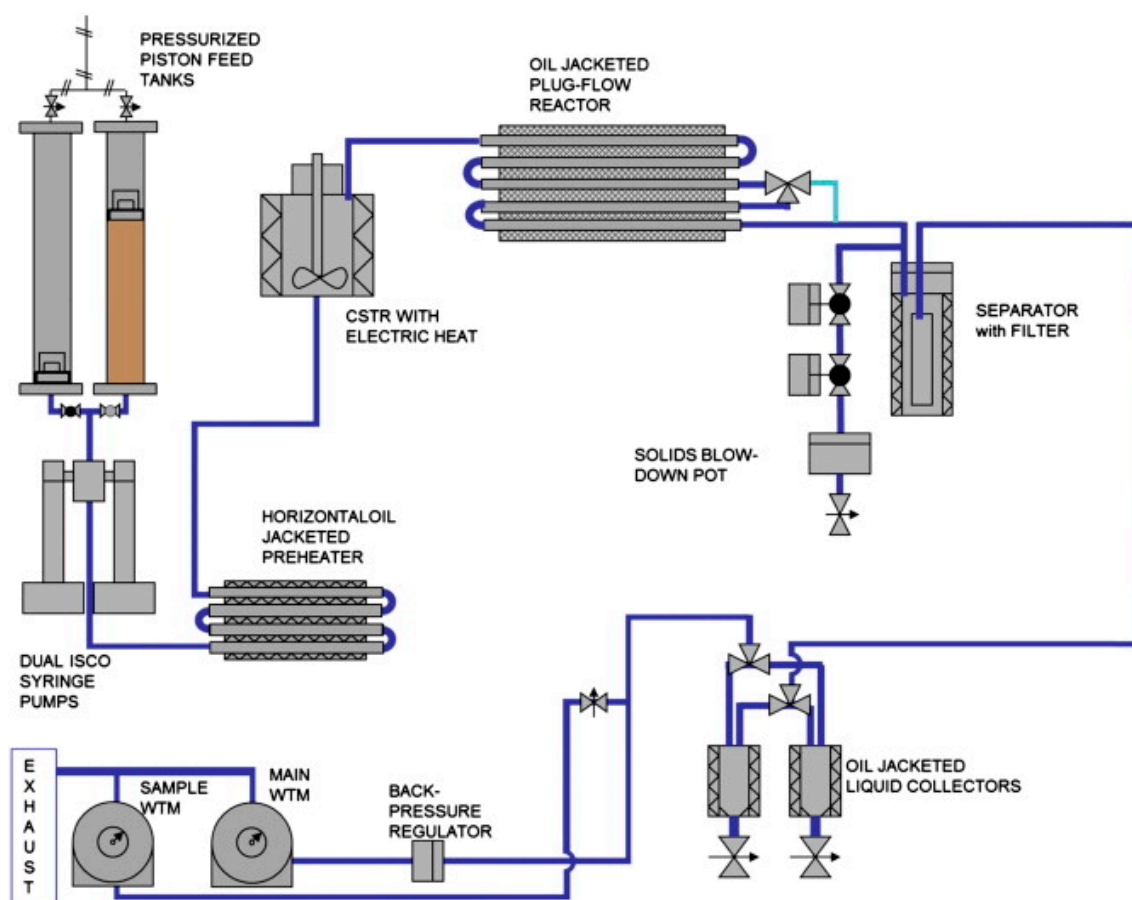 PRESSURIZED
PISTON FEED
TANKS
OIL JACKETED
PLUG-FLOW
REACTOR
CSTR WITH
ELECTRIC HEAT
SEPARATOR
with FILTER
SOLIDS BLOW-
DOWN POT
HORIZONTALOIL
JACKETED
PREHEATER
DUAL ISCO
SYRINGE
PUMPS
OIL JACKETED
LIQUID COLLECTORS
BACK-
PRESSURE
REGULATOR
MAIN
WTM
SAMPLE
WTM
EXHAUST